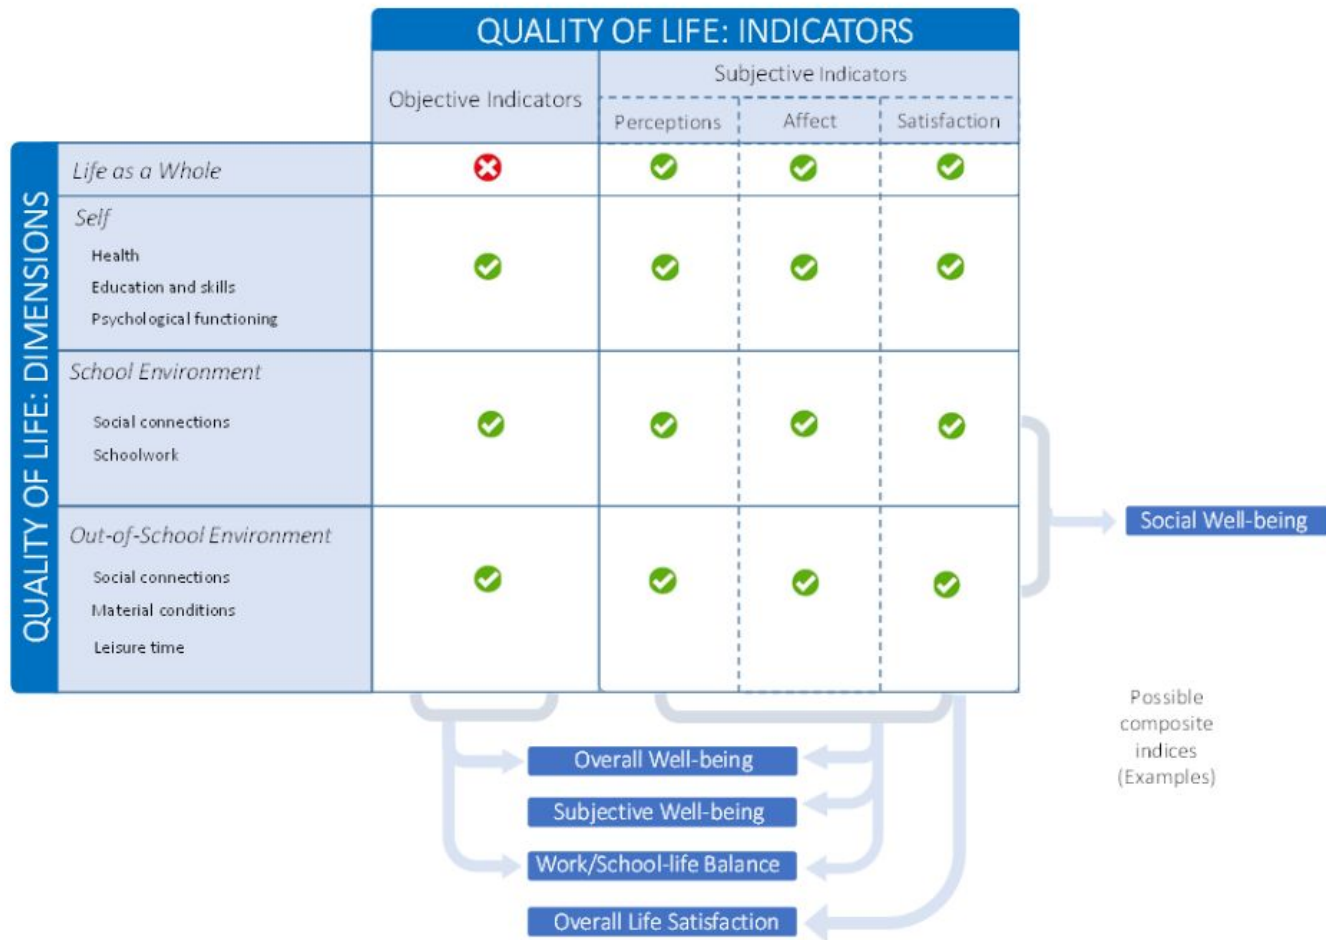 QUALITY OF LIFE: INDICATORS
Objective Indicators
Subjective Indicators
Perceptions
Affect
Satisfaction
QUALITY OF LIFE: DIMENSIONS
Life as a Whole
Self
Health
Education and skills
Psychological functioning
School Environment
Social connections
Schoolwork
Out-of-School Environment
Social connections
Material conditions
Leisure time
Social Well-being
Possible
composite
indices
(Examples)
Overall Well-being
Subjective Well-being
Work/School-life Balance
Overall Life Satisfaction